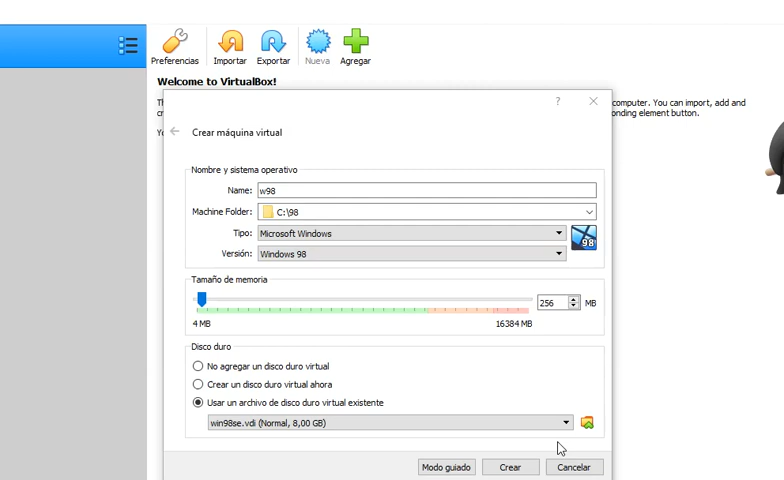 Preferencias Importar Exportar Nueva Agregar
Welcome to VirtualBox!
computer. You can import, add and
onding element button.
? ×
Crear máquina virtual
Nombre y sistema operativo
Name: w98
Machine Folder: C:\98
Tipo: Microsoft Windows
98
Versión: Windows 98
Tamaño de memoria
256 MB
4 MB 16384 MB
Disco duro
No agregar un disco duro virtual
Crear un disco duro virtual ahora
Usar un archivo de disco duro virtual existente
win98se.vdi (Normal, 8,00 GB)
Modo guiado Crear Cancelar